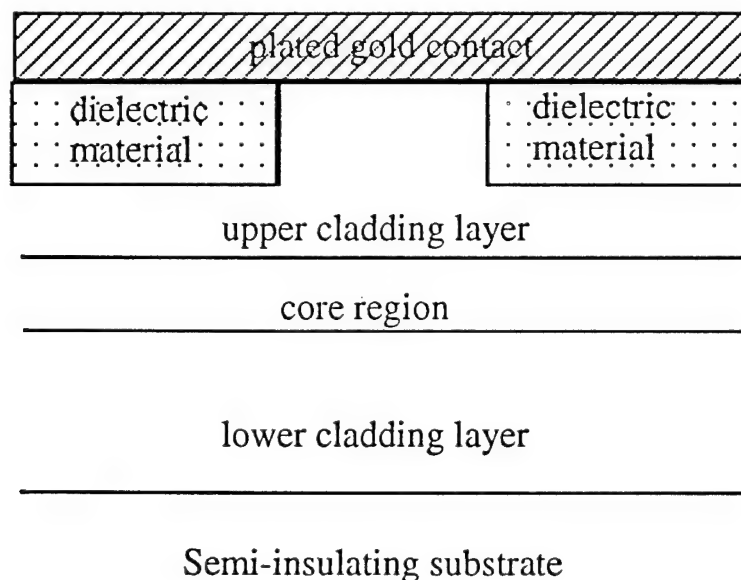 plated gold contact
dielectric
material
dielectric
material
upper cladding layer
core region
lower cladding layer
Semi-insulating substrate